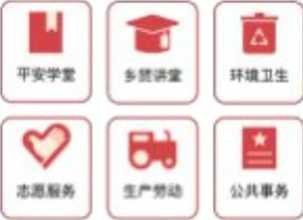 平安学堂
乡贤讲堂
环境卫生
志愿服务
生产劳动
公共事务